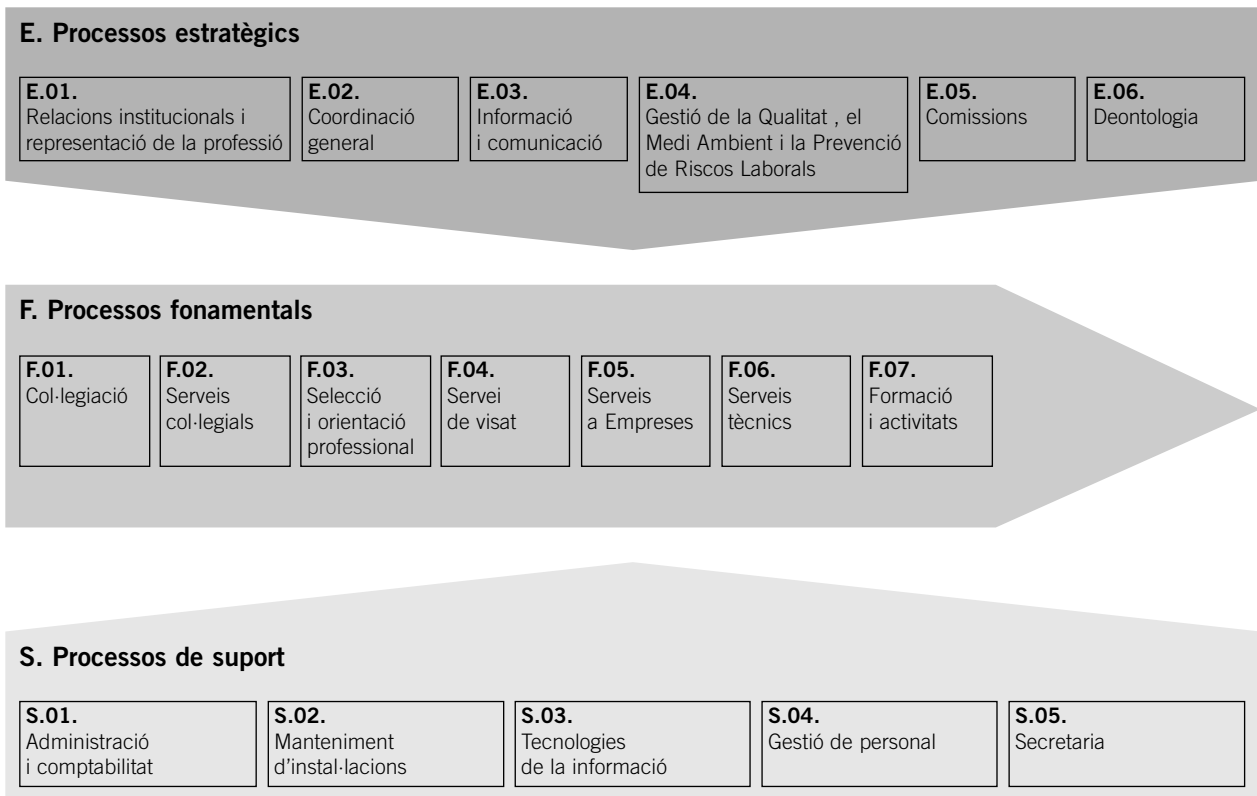 E. Processos estratègics
E.01.
Relacions institucionals i
representació de la professió
E.02.
Coordinació
general
E.03.
Informació
i comunicació
E.04.
Gestió de la Qualitat , el
Medi Ambient i la Prevenció
de Riscos Laborals
E.05.
Comissions
E.06.
Deontologia
F. Processos fonamentals
F.01.
Col·legiació
F.02.
Serveis
col·legials
F.03.
Selecció
i orientació
professional
F.04.
Servei
de visat
F.05.
Serveis
a Empreses
F.06.
Serveis
tècnics
F.07.
Formació
i activitats
S. Processos de suport
S.01.
Administració
i comptabilitat
S.02.
Manteniment
d'instal·lacions
S.03.
Tecnologies
de la informació
S.04.
Gestió de personal
S.05.
Secretaria